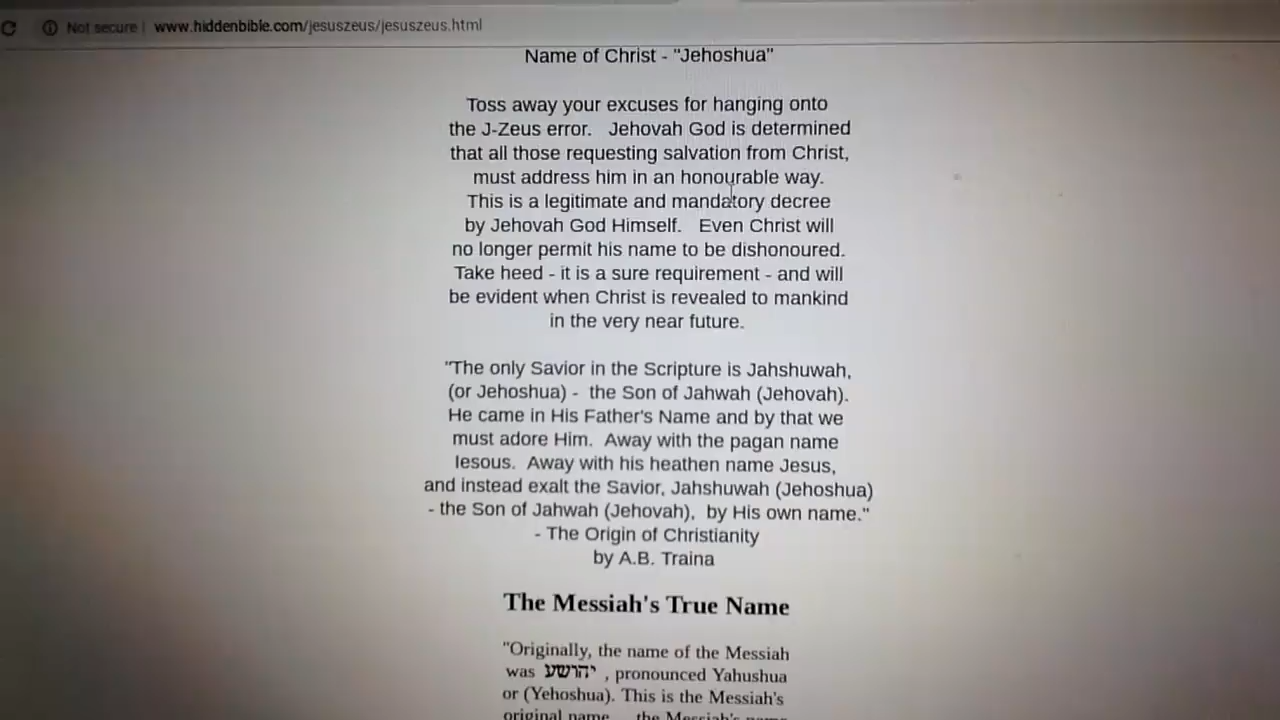 Not secure | www.hiddenbible.com/jesuszeus/jesuszeus.html
Name of Christ - "Jehoshua"
Toss away your excuses for hanging onto
the J-Zeus error. Jehovah God is determined
that all those requesting salvation from Christ,
must address him in an honourable way.
This is a legitimate and mandatory decree
by Jehovah God Himself. Even Christ will
no longer permit his name to be dishonoured.
Take heed - it is a sure requirement - and will
be evident when Christ is revealed to mankind
in the very near future.
"The only Savior in the Scripture is Jahshuwah,
(or Jehoshua) - the Son of Jahwah (Jehovah).
He came in His Father's Name and by that we
must adore Him. Away with the pagan name
Iesous. Away with his heathen name Jesus,
and instead exalt the Savior, Jahshuwah (Jehoshua)
- the Son of Jahwah (Jehovah), by His own name."
- The Origin of Christianity
by A.B. Traina
The Messiah's True Name
"Originally, the name of the Messiah
was יהושע , pronounced Yahushua
or (Yehoshua). This is the Messiah's
original name the Messiah's name